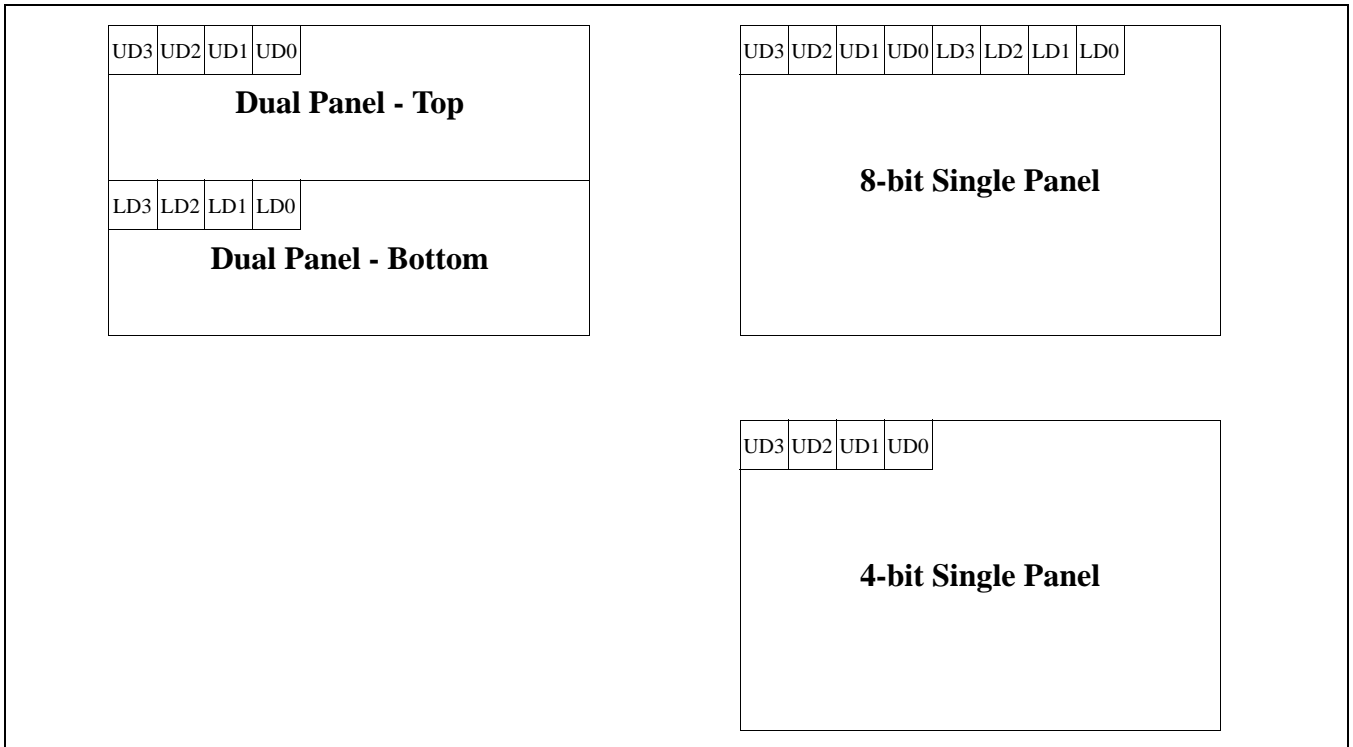 UD3 UD2 UD1 UD0
Dual Panel - Top
LD3 LD2 LD1 LD0
Dual Panel - Bottom
UD3 UD2 UD1 UD0 LD3 LD2 LD1 LD0
8-bit Single Panel
UD3 UD2 UD1 UD0
4-bit Single Panel